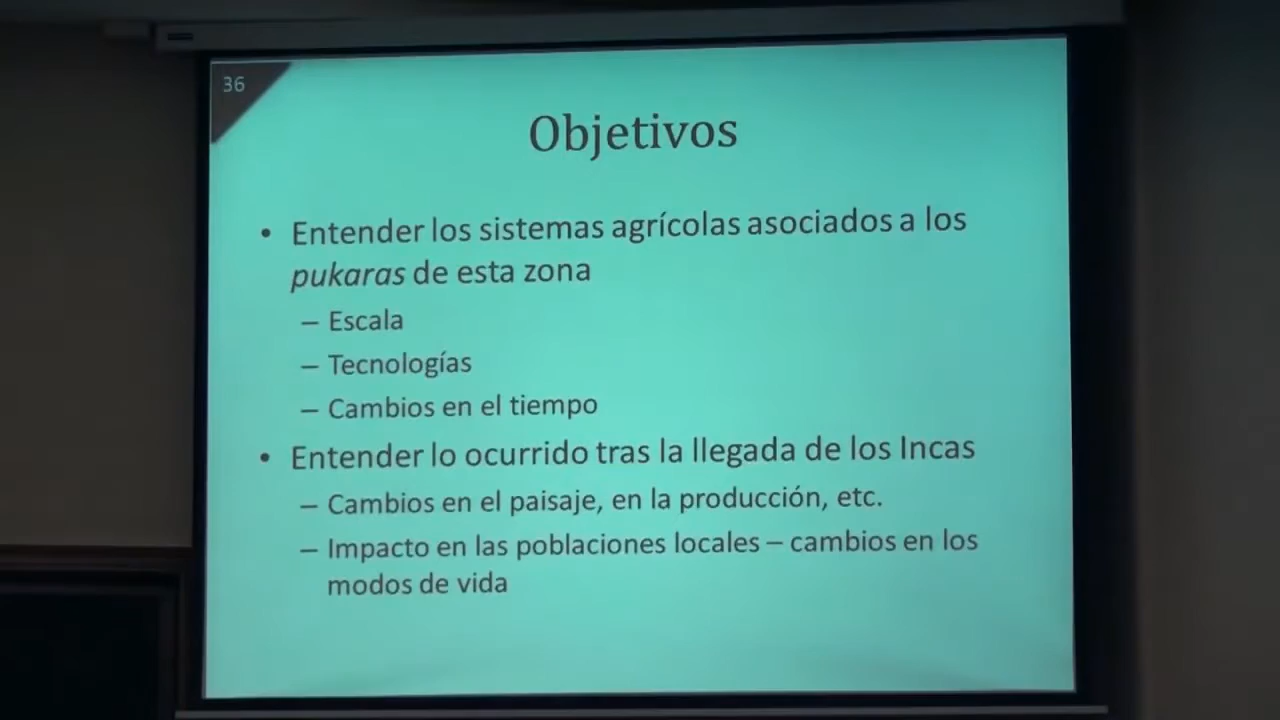 36
Objetivos
• Entender los sistemas agrícolas asociados a los
pukaras de esta zona
– Escala
– Tecnologías
– Cambios en el tiempo
• Entender lo ocurrido tras la llegada de los Incas
– Cambios en el paisaje, en la producción, etc.
– Impacto en las poblaciones locales – cambios en los
modos de vida